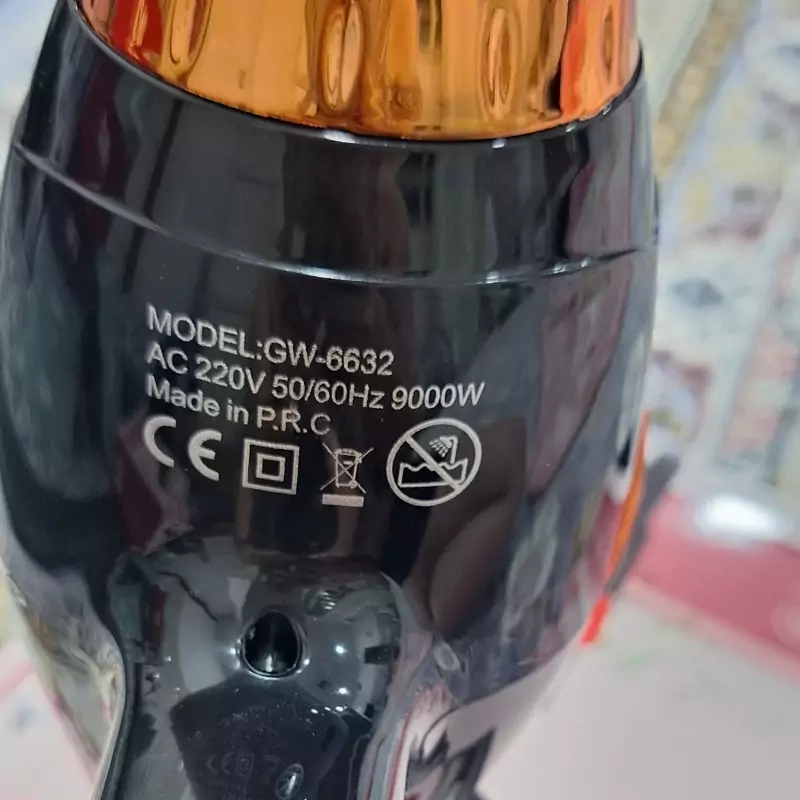 MODEL:GW-6632
AC 220V 50/60Hz 9000W
Made in P.R.C
CE